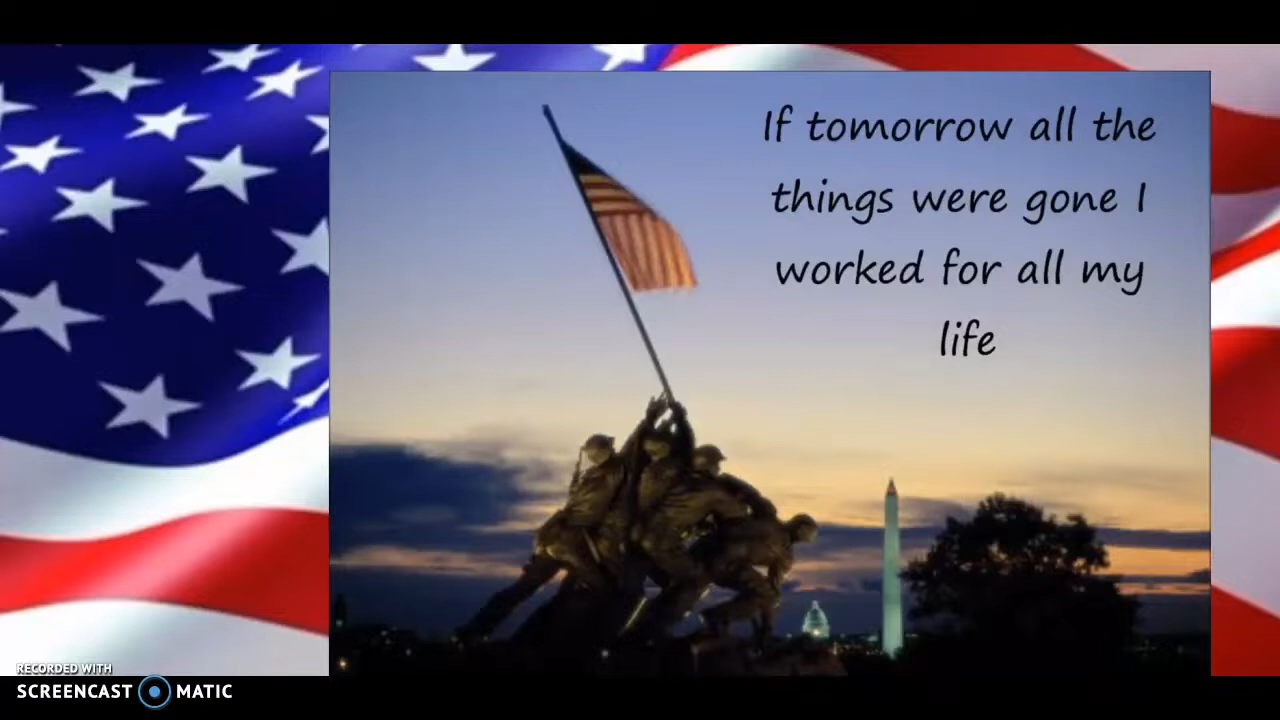 If tomorrow all the
things were gone I
worked for all my
life
RECORDED WITH
SCREENCAST MATIC